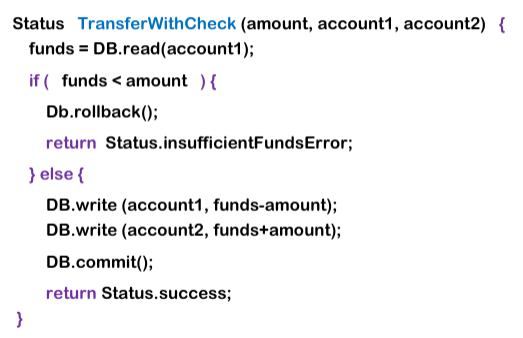 Status TransferWithCheck (amount, account1, account2) {
funds = DB.read(account1);
if ( funds < amount ) {
Db.rollback();
return Status.insufficientFundsError;
} else {
DB.write (account1, funds-amount);
DB.write (account2, funds+amount);
DB.commit();
return Status.success;
}